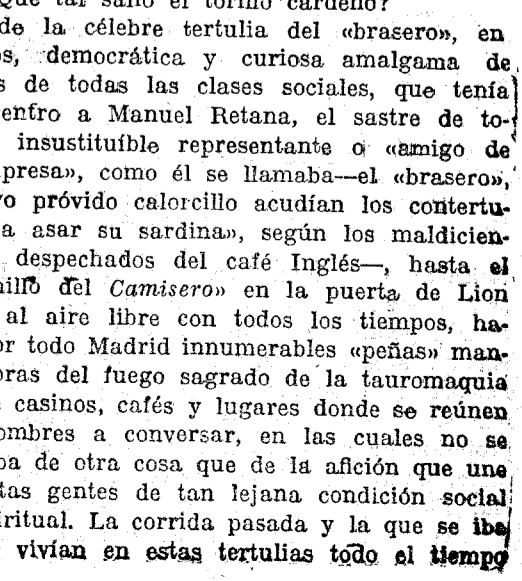 Qué tal salió el torino cardeño?
de la célebre tertulia del «brasero», en
os, democrática y curiosa amalgama de
s de todas las clases sociales, que tenía
entro a Manuel Retana, el sastre de to-
insustituíble representante o «amigo de
presa», como él se llamaba—el «brasero»,
o próvido calorcillo acudían los contertu-
a asar su sardina», según los maldicien-
despechados del café Inglés—, hasta el
nillo del Camisero» en la puerta de Lion
al aire libre con todos los tiempos, ha-
or todo Madrid innumerables «peñas» man-
oras del fuego sagrado de la tauromaquia
casinos, cafés y lugares donde se reúnen
ombres a conversar, en las cuales no se
ba de otra cosa que de la afición que une
tas gentes de tan lejana condición social
iritual. La corrida pasada y la que se iba
vivían en estas tertulias todo el tiempo